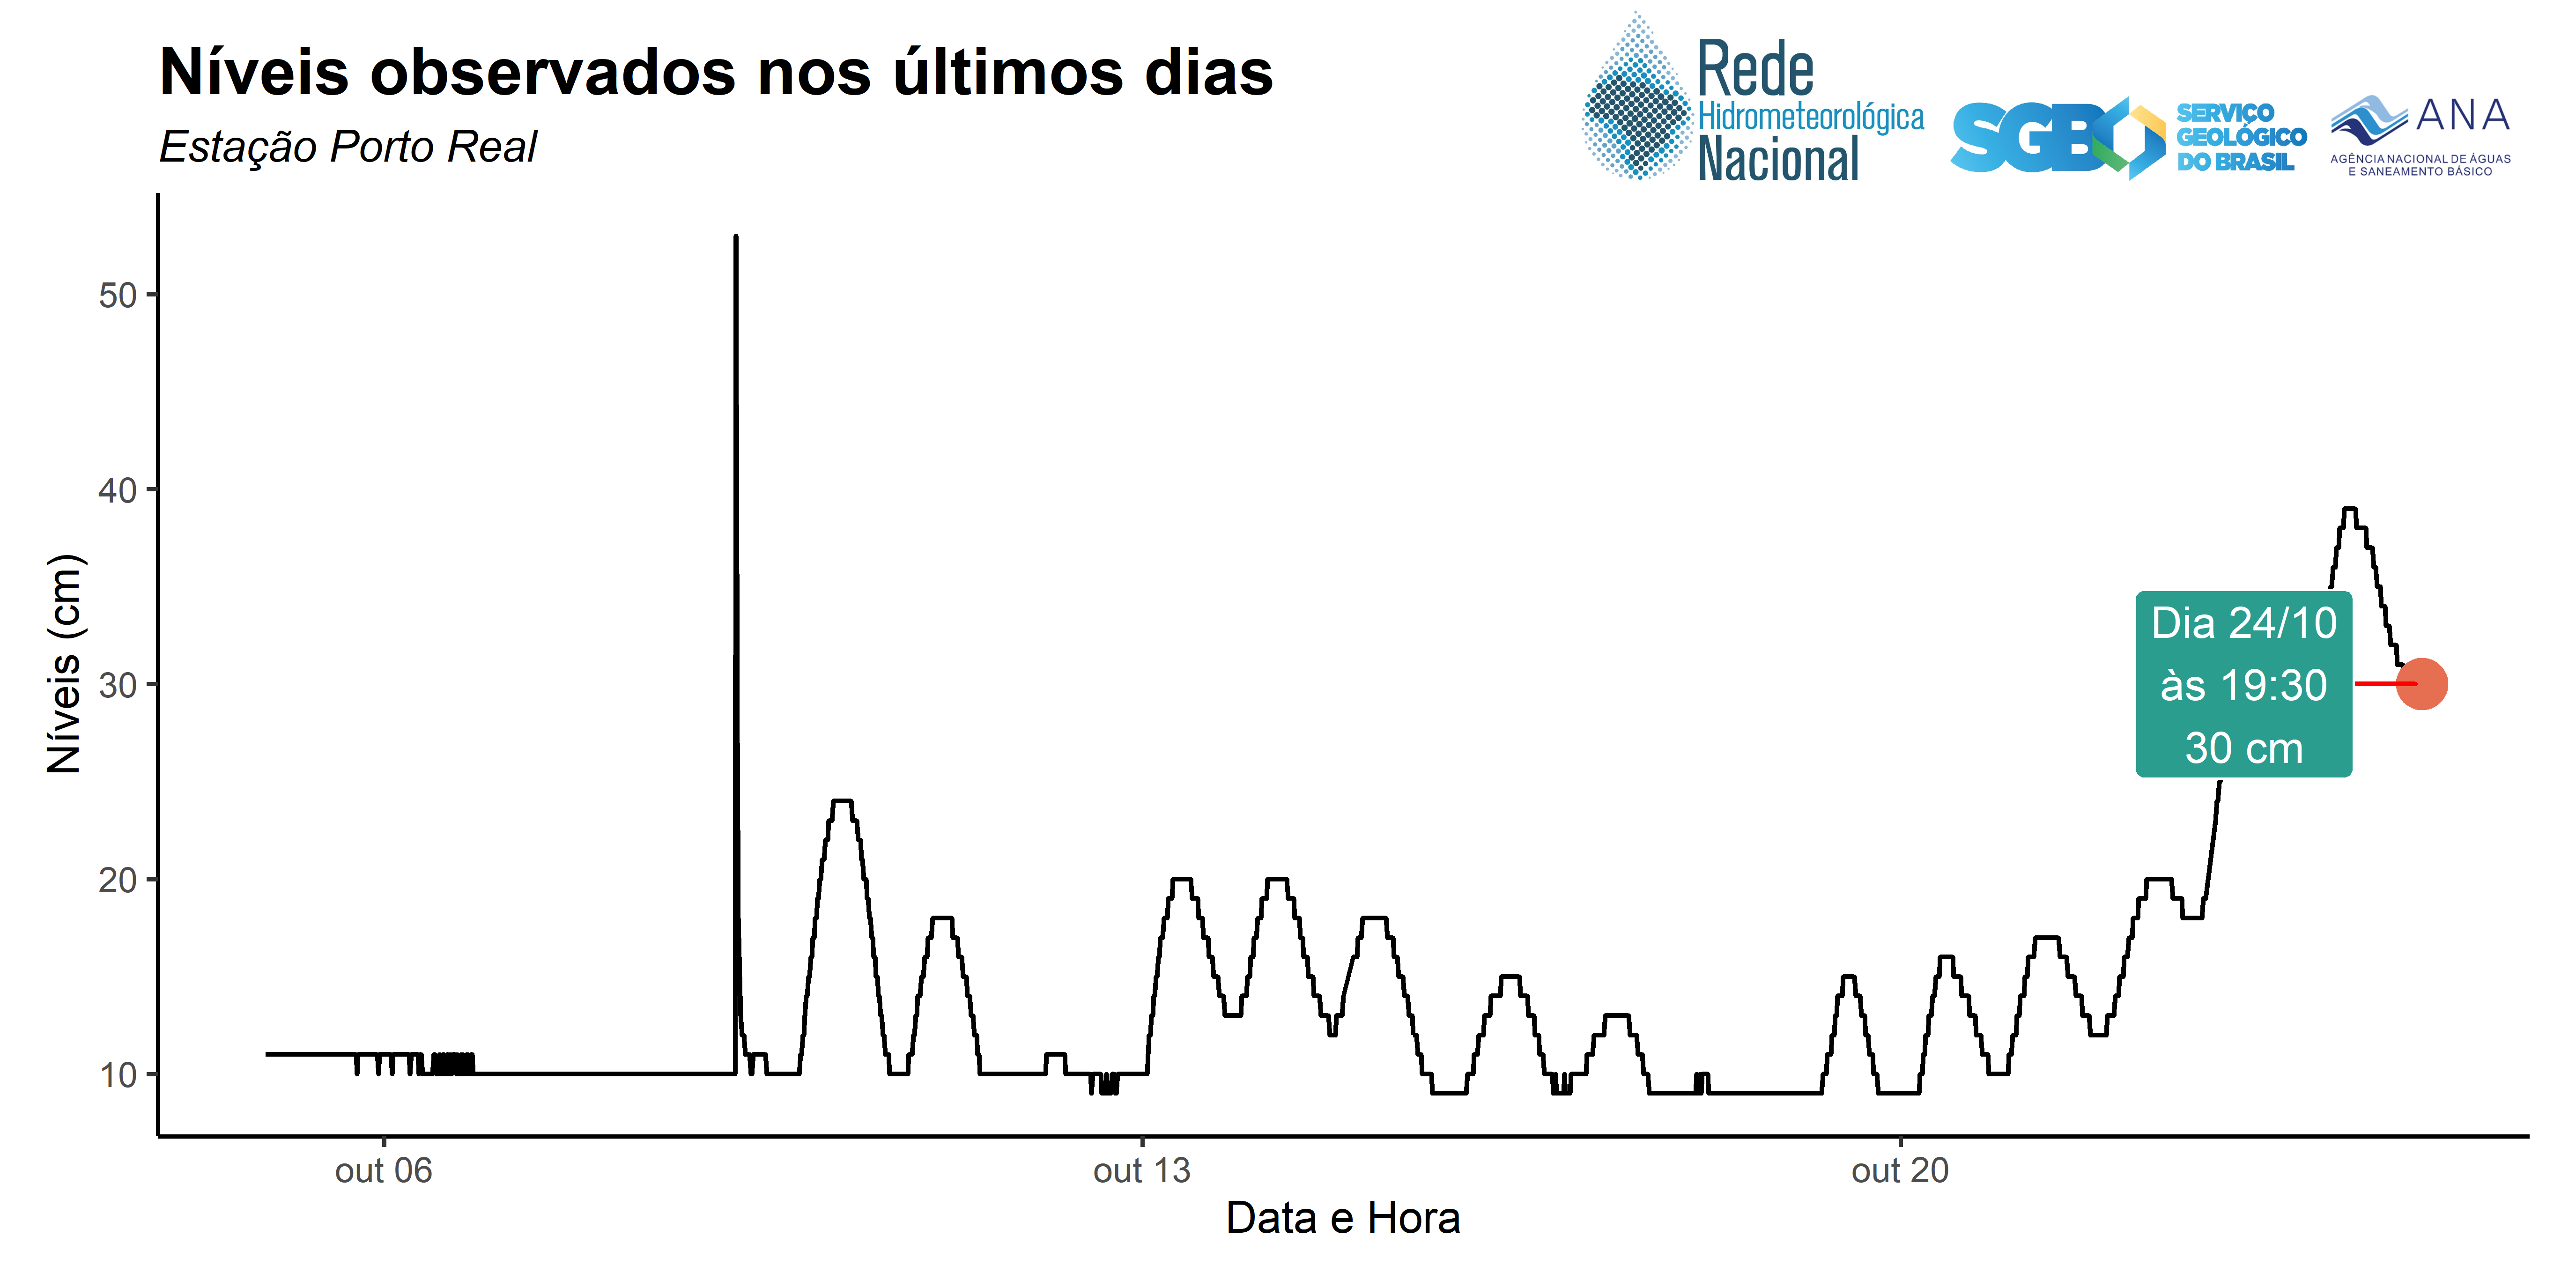 Níveis observados nos últimos dias
Estação Porto Real
Rede
Hidrometeorológica
Nacional
SGB
SERVIÇO
GEOLÓGICO
DO BRASIL
ANA
AGÊNCIA NACIONAL DE ÁGUAS
E SANEAMENTO BÁSICO
Níveis (cm)
50
40
30
20
10
Dia 24/10
às 19:30
30 cm
out 06
out 13
out 20
Data e Hora